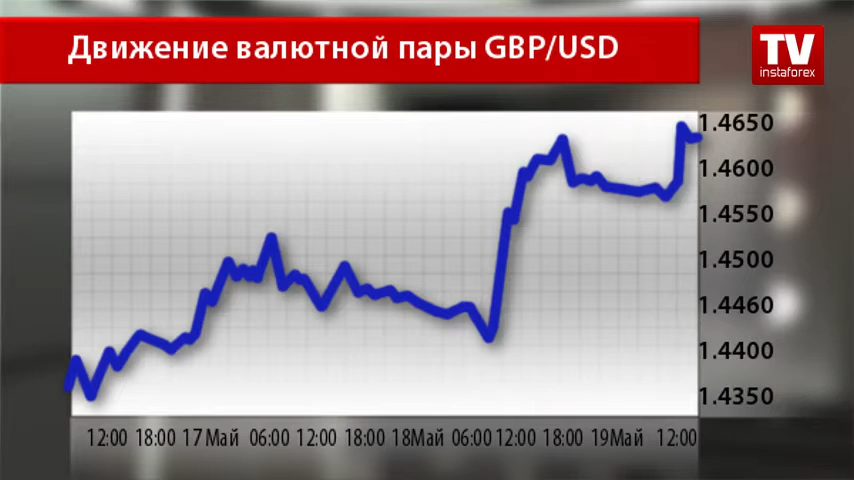 Движение валютной пары GBP/USD
TV
instaforex
1.4650
1.4600
1.4550
1.4500
1.4460
1.4400
1.4350
12:00 18:00 17 Май 06:00 12:00 18:00 18Май 06:00 12:00 18:00 19Май 12:00